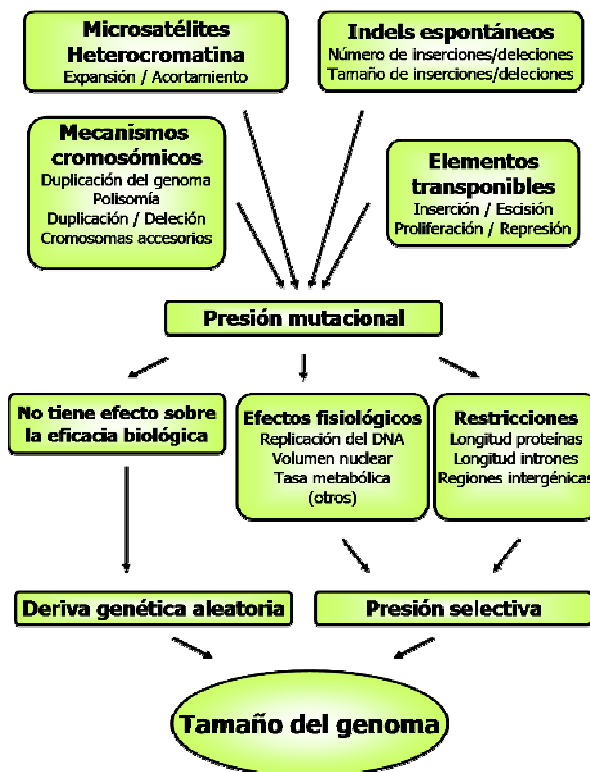 Microsatélites
Heterocromatina
Expansión / Acortamiento
Indels espontáneos
Número de inserciones/deleciones
Tamaño de inserciones/deleciones
Mecanismos
cromosómicos
Duplicación del genoma
Polisomía
Duplicación / Deleción
Cromosomas accesorios
Elementos
transponibles
Inserción / Escisión
Proliferación / Represión
Presión mutacional
No tiene efecto sobre
la eficacia biológica
Efectos fisiológicos
Replicación del DNA
Volumen nuclear
Tasa metabólica
(otros)
Restricciones
Longitud proteínas
Longitud intrones
Regiones intergénicas
Deriva genética aleatoria
Presión selectiva
Tamaño del genoma